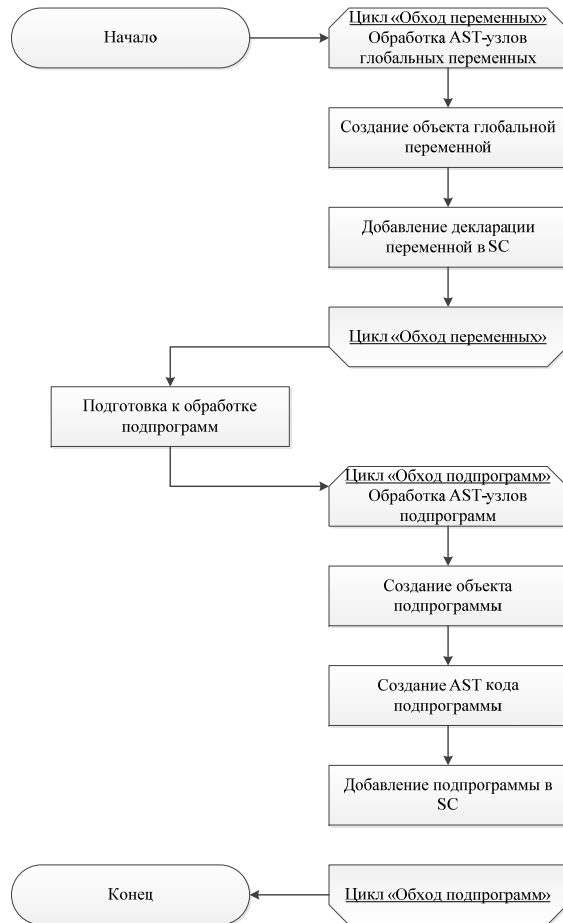 Начало
Цикл «Обход переменных»
Обработка AST-узлов
глобальных переменных
Создание объекта глобальной
переменной
Добавление декларации
переменной в SC
Цикл «Обход переменных»
Подготовка к обработке
подпрограмм
Цикл «Обход подпрограмм»
Обработка AST-узлов
подпрограмм
Создание объекта
подпрограммы
Создание AST кода
подпрограммы
Добавление подпрограммы в
SC
Цикл «Обход подпрограмм»
Конец